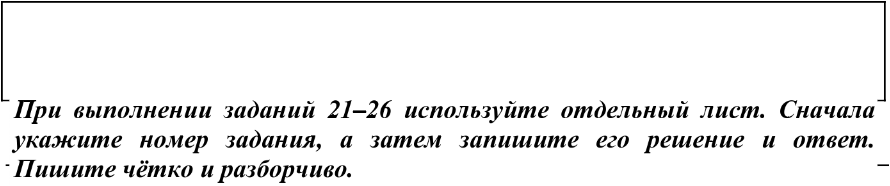 При выполнении заданий 21–26 используйте отдельный лист. Сначала
укажите номер задания, а затем запишите его решение и ответ.
Пишите чётко и разборчиво.